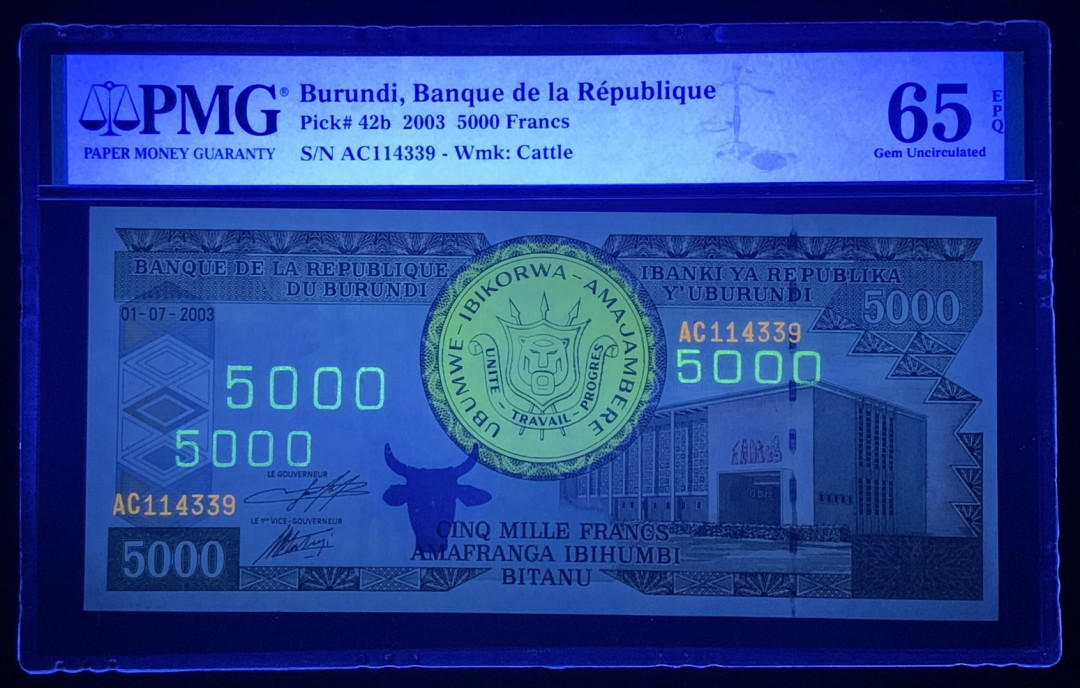 PMG®
PAPER MONEY GUARANTY
Burundi, Banque de la République
Pick# 42b 2003 5000 Francs
S/N AC114339 - Wmk: Cattle
65
EPQ
Gem Uncirculated
BANQUE DE LA REPUBLIQUE
DU BURUNDI
IBANKI YA REPUBLIKA
Y'UBURUNDI
5000
01-07-2003
UBUMWE-IBIKORWA-AMAJAMBERE
UNITE - TRAVAIL - PROGRES
AC114339
5000
5000
5000
LE GOUVERNEUR
AC114339
LE 1er VICE-GOUVERNEUR
5000
CINQ MILLE FRANCS
AMAFRANGA IBIHUMBI
BITANU